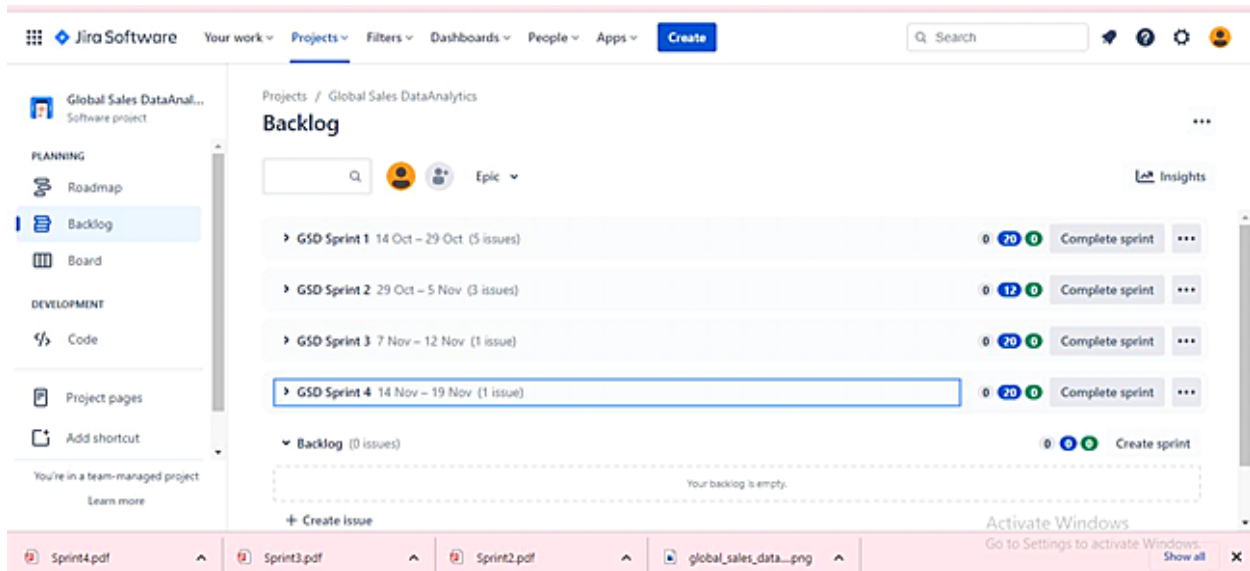 Jira Software Your work Projects Filters Dashboards People Apps Create Search
Global Sales DataAnal...
Software project
PLANNING
Roadmap
Backlog
Board
DEVELOPMENT
Code
Project pages
Add shortcut
You're in a team-managed project
Learn more
Projects / Global Sales DataAnalytics
Backlog
Epic Insights
GSD Sprint 1 14 Oct – 29 Oct (5 issues) 0 20 0 Complete sprint
GSD Sprint 2 29 Oct – 5 Nov (3 issues) 0 12 0 Complete sprint
GSD Sprint 3 7 Nov – 12 Nov (1 issue) 0 20 0 Complete sprint
GSD Sprint 4 14 Nov – 19 Nov (1 issue) 0 20 0 Complete sprint
Backlog (0 issues) 0 0 0 Create sprint
Your backlog is empty.
+ Create issue
Activate Windows
Go to Settings to activate Windows.
Sprint4.pdf Sprint3.pdf Sprint2.pdf global_sales_data....png Show all